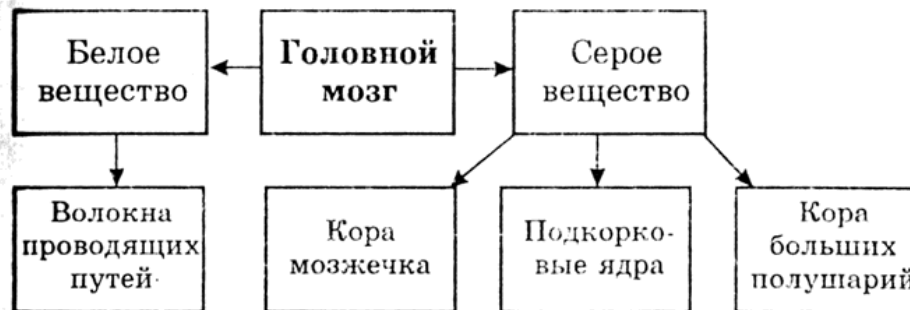 Белое
вещество
Головной
мозг
Серое
вещество
Волокна
проводящих
путей
Кора
мозжечка
Подкорко-
вые ядра
Кора
больших
полушарий